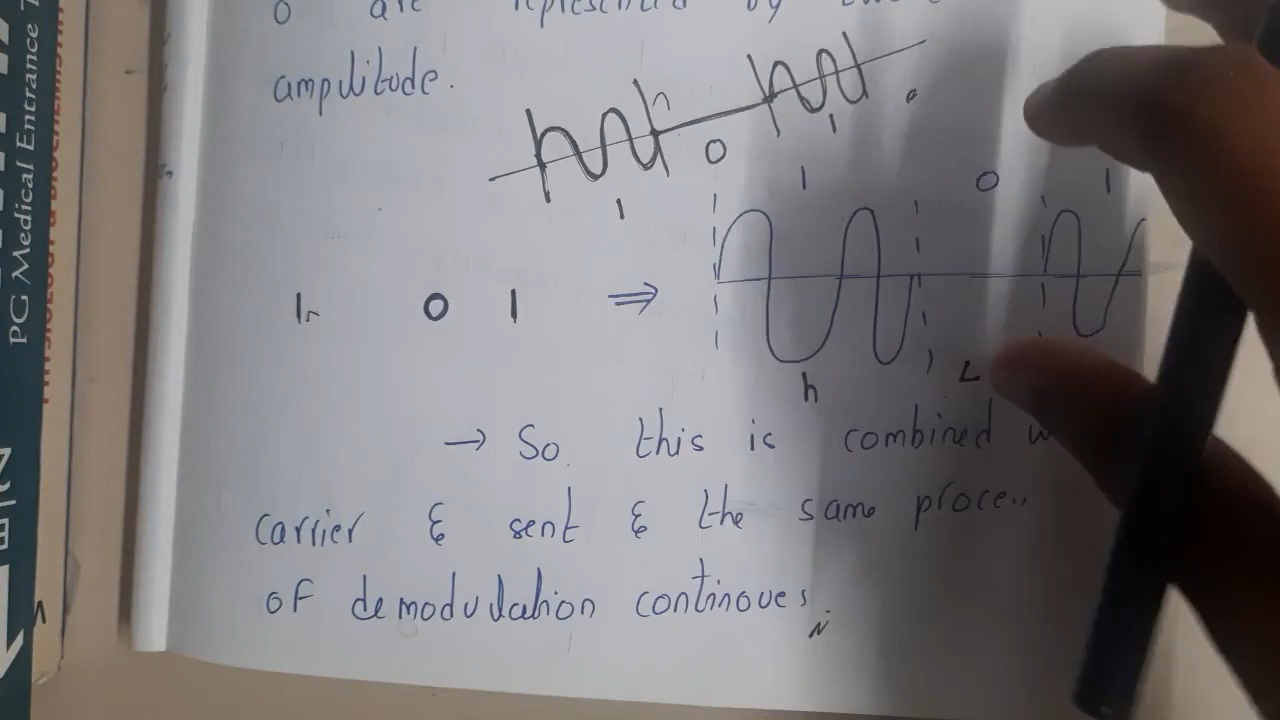 amplitude.
0
1
1
1 0 1
1 0 1 ⇒
h L
→ So this is combined
carrier & sent & the same
of demodulation continoues.
PG Medical Entrance